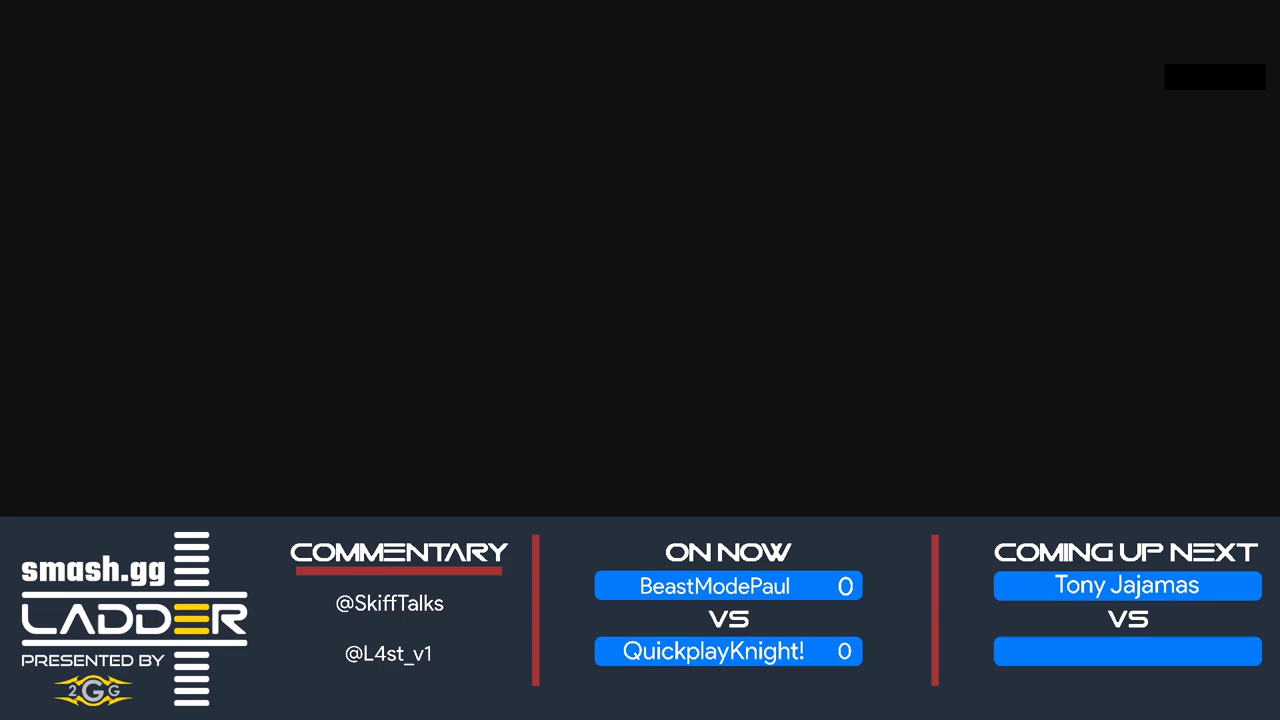 smash.gg
LADDER
PRESENTED BY
2GG
COMMENTARY
@SkiffTalks
@L4st_v1
ON NOW
BeastModePaul 0
VS
QuickplayKnight! 0
COMING UP NEXT
Tony Jajamas
VS